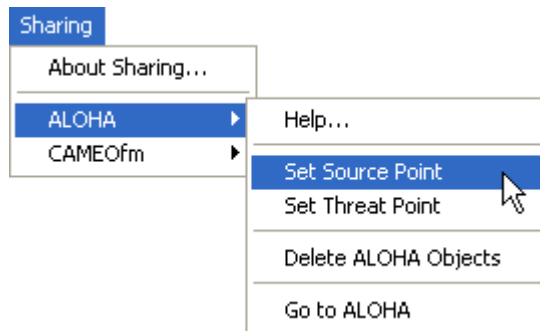 Sharing
About Sharing...
ALOHA
CAMEOfm
Help...
Set Source Point
Set Threat Point
Delete ALOHA Objects
Go to ALOHA